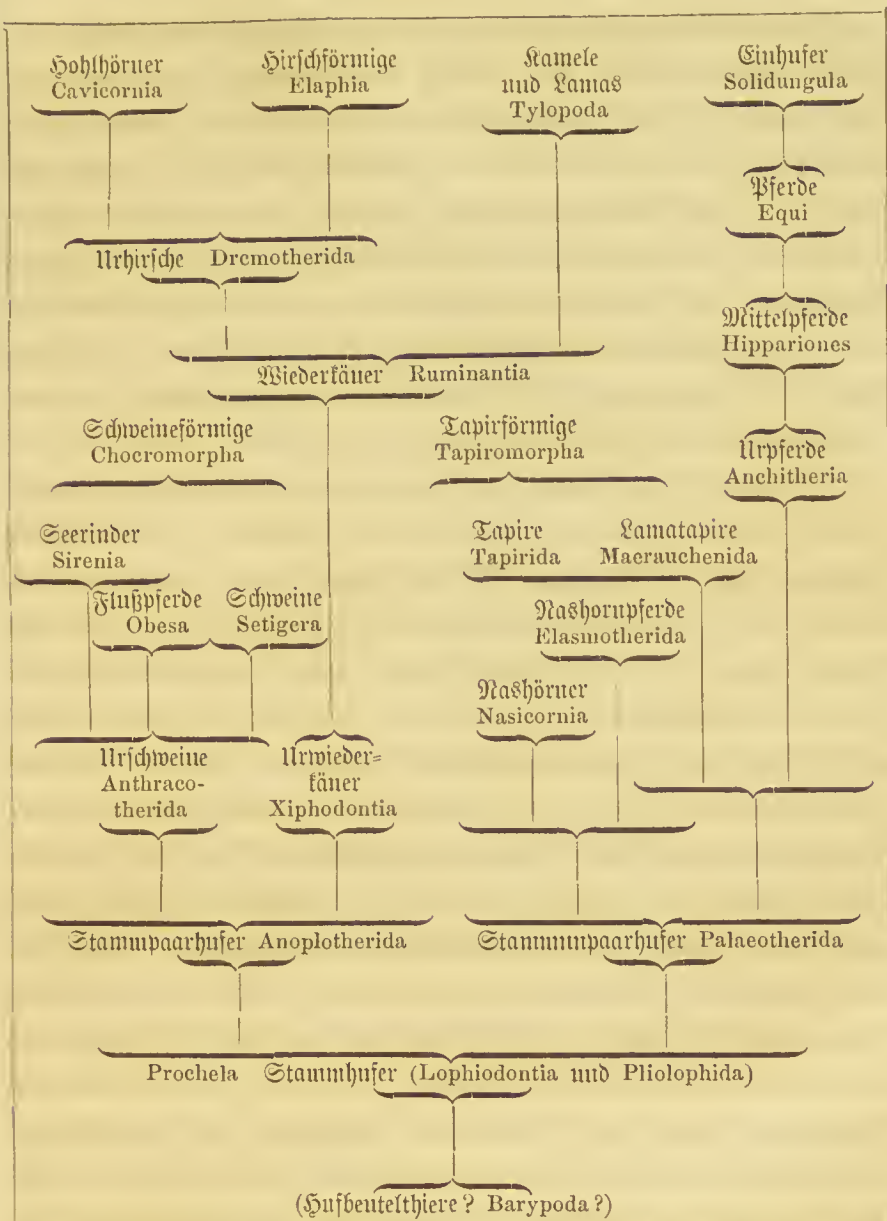 Hohlhörner
Cavicornia
Hirschförmige
Elaphia
Kamele
und Lamas
Tylopoda
Einhufer
Solidungula
Pferde
Equi
Urhirsche Dremotherida
Mittelpferde
Hippariones
Wiederkäuer Ruminantia
Schweineförmige
Choeromorpha
Tapirförmige
Tapiromorpha
Urpferde
Anchitheria
Seerinder
Sirenia
Tapire
Tapirida
Lamatapire
Macrauchenida
Flußpferde
Obesa
Schweine
Setigera
Nashornpferde
Elasmotherida
Nashörner
Nasicornia
Urschweine
Anthraco-
therida
Urwieder-
käuer
Xiphodontia
Stammpaarhufer Anoplotherida
Stammunpaarhufer Palaeotherida
Prochela Stammhufer (Lophiodontia und Pliolophida)
(Hufbeutelthiere? Barypoda?)